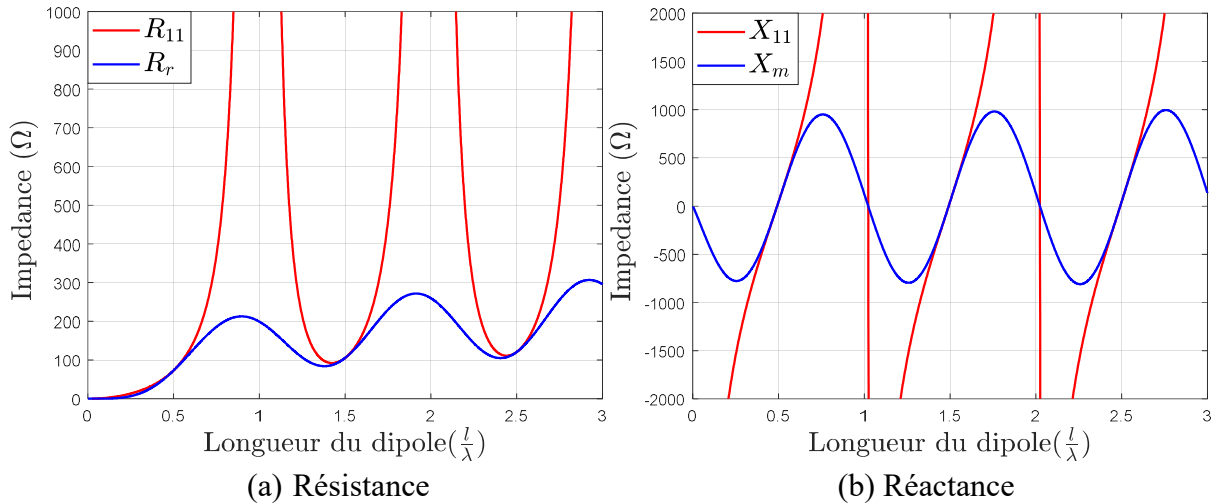 R₁₁
Rᵣ
1000
900
800
700
600
500
400
300
200
100
0
Impedance (Ω)
0 0.5 1 1.5 2 2.5 3
Longueur du dipole(l/λ)
(a) Résistance
X₁₁
Xₘ
2000
1500
1000
500
0
-500
-1000
-1500
-2000
Impedance (Ω)
0 0.5 1 1.5 2 2.5 3
Longueur du dipole(l/λ)
(b) Réactance